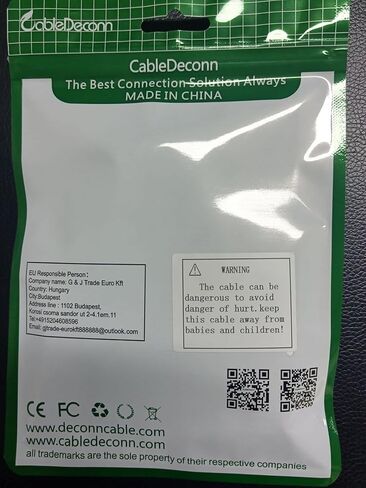 CableDeconn
CableDeconn
The Best Connection Solution Always
MADE IN CHINA
EU Responsible Person:
Company name: G & J Trade Euro Kft
Country: Hungary
City:Budapest
Address line : 1102 Budapest,
Korosi csoma sandor ut 2-4.1em.11
Tel:+4915204608596
Email: gjtrade-eurokft888888@outlook.com
WARNING
The cable can be
dangerous to avoid
danger of hurt.keep
this cable away from
babies and children!
CE FC
www.deconncable.com
www.cabledeconn.com
all trademarks are the sole property of their respective companies